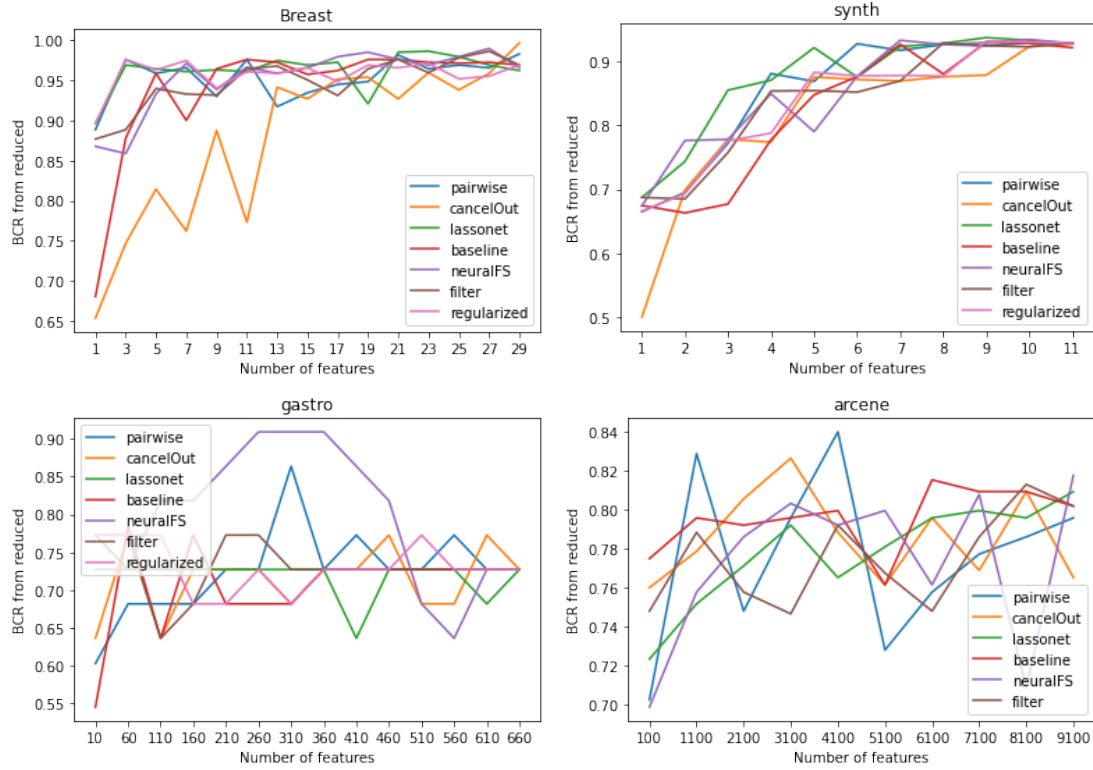 Breast
BCR from reduced
1.00
0.95
0.90
0.85
0.80
0.75
0.70
0.65
pairwise
cancelOut
lassonet
baseline
neuralFS
filter
regularized
1 3 5 7 9 11 13 15 17 19 21 23 25 27 29
Number of features
synth
BCR from reduced
0.9
0.8
0.7
0.6
0.5
pairwise
cancelOut
lassonet
baseline
neuralFS
filter
regularized
1 2 3 4 5 6 7 8 9 10 11
Number of features
gastro
BCR from reduced
0.90
0.85
0.80
0.75
0.70
0.65
0.60
0.55
pairwise
cancelOut
lassonet
baseline
neuralFS
filter
regularized
10 60 110 160 210 260 310 360 410 460 510 560 610 660
Number of features
arcene
BCR from reduced
0.84
0.82
0.80
0.78
0.76
0.74
0.72
0.70
pairwise
cancelOut
lassonet
baseline
neuralFS
filter
100 1100 2100 3100 4100 5100 6100 7100 8100 9100
Number of features